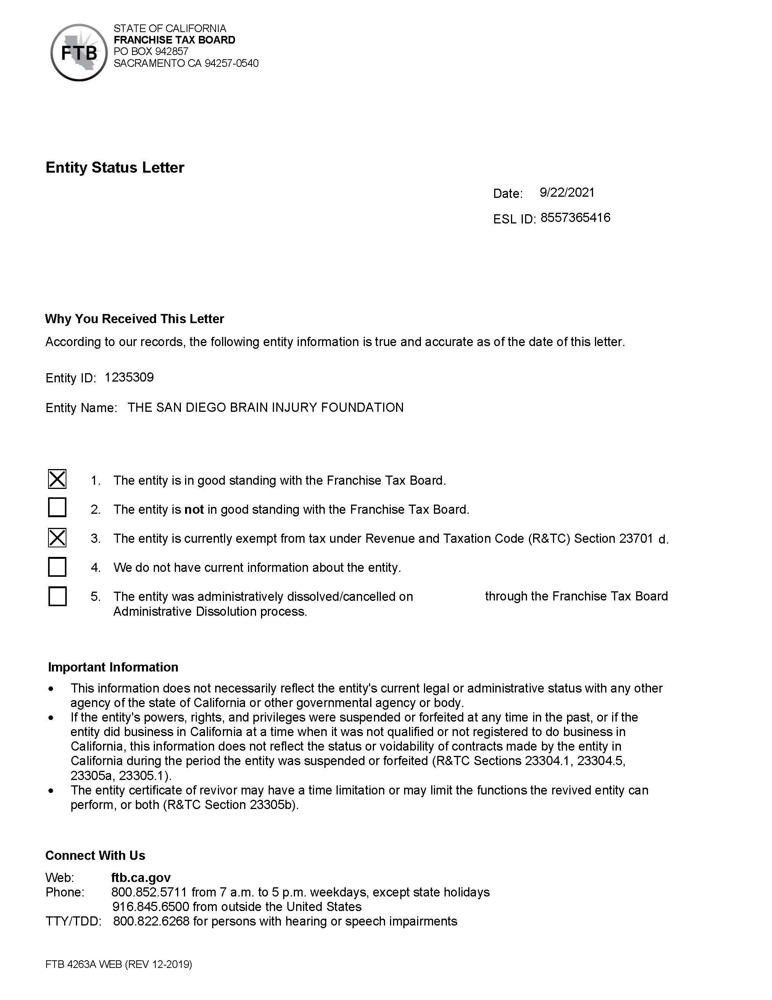 FTB
STATE OF CALIFORNIA
FRANCHISE TAX BOARD
PO BOX 942857
SACRAMENTO CA 94257-0540
Entity Status Letter
Date: 9/22/2021
ESL ID: 8557365416
Why You Received This Letter
According to our records, the following entity information is true and accurate as of the date of this letter.
Entity ID: 1235309
Entity Name: THE SAN DIEGO BRAIN INJURY FOUNDATION
1. The entity is in good standing with the Franchise Tax Board.
2. The entity is not in good standing with the Franchise Tax Board.
3. The entity is currently exempt from tax under Revenue and Taxation Code (R&TC) Section 23701 d.
4. We do not have current information about the entity.
5. The entity was administratively dissolved/cancelled on through the Franchise Tax Board
Administrative Dissolution process.
Important Information
• This information does not necessarily reflect the entity's current legal or administrative status with any other
agency of the state of California or other governmental agency or body.
• If the entity's powers, rights, and privileges were suspended or forfeited at any time in the past, or if the
entity did business in California at a time when it was not qualified or not registered to do business in
California, this information does not reflect the status or voidability of contracts made by the entity in
California during the period the entity was suspended or forfeited (R&TC Sections 23304.1, 23304.5,
23305a, 23305.1).
• The entity certificate of revivor may have a time limitation or may limit the functions the revived entity can
perform, or both (R&TC Section 23305b).
Connect With Us
Web: ftb.ca.gov
Phone: 800.852.5711 from 7 a.m. to 5 p.m. weekdays, except state holidays
916.845.6500 from outside the United States
TTY/TDD: 800.822.6268 for persons with hearing or speech impairments
FTB 4263A WEB (REV 12-2019)